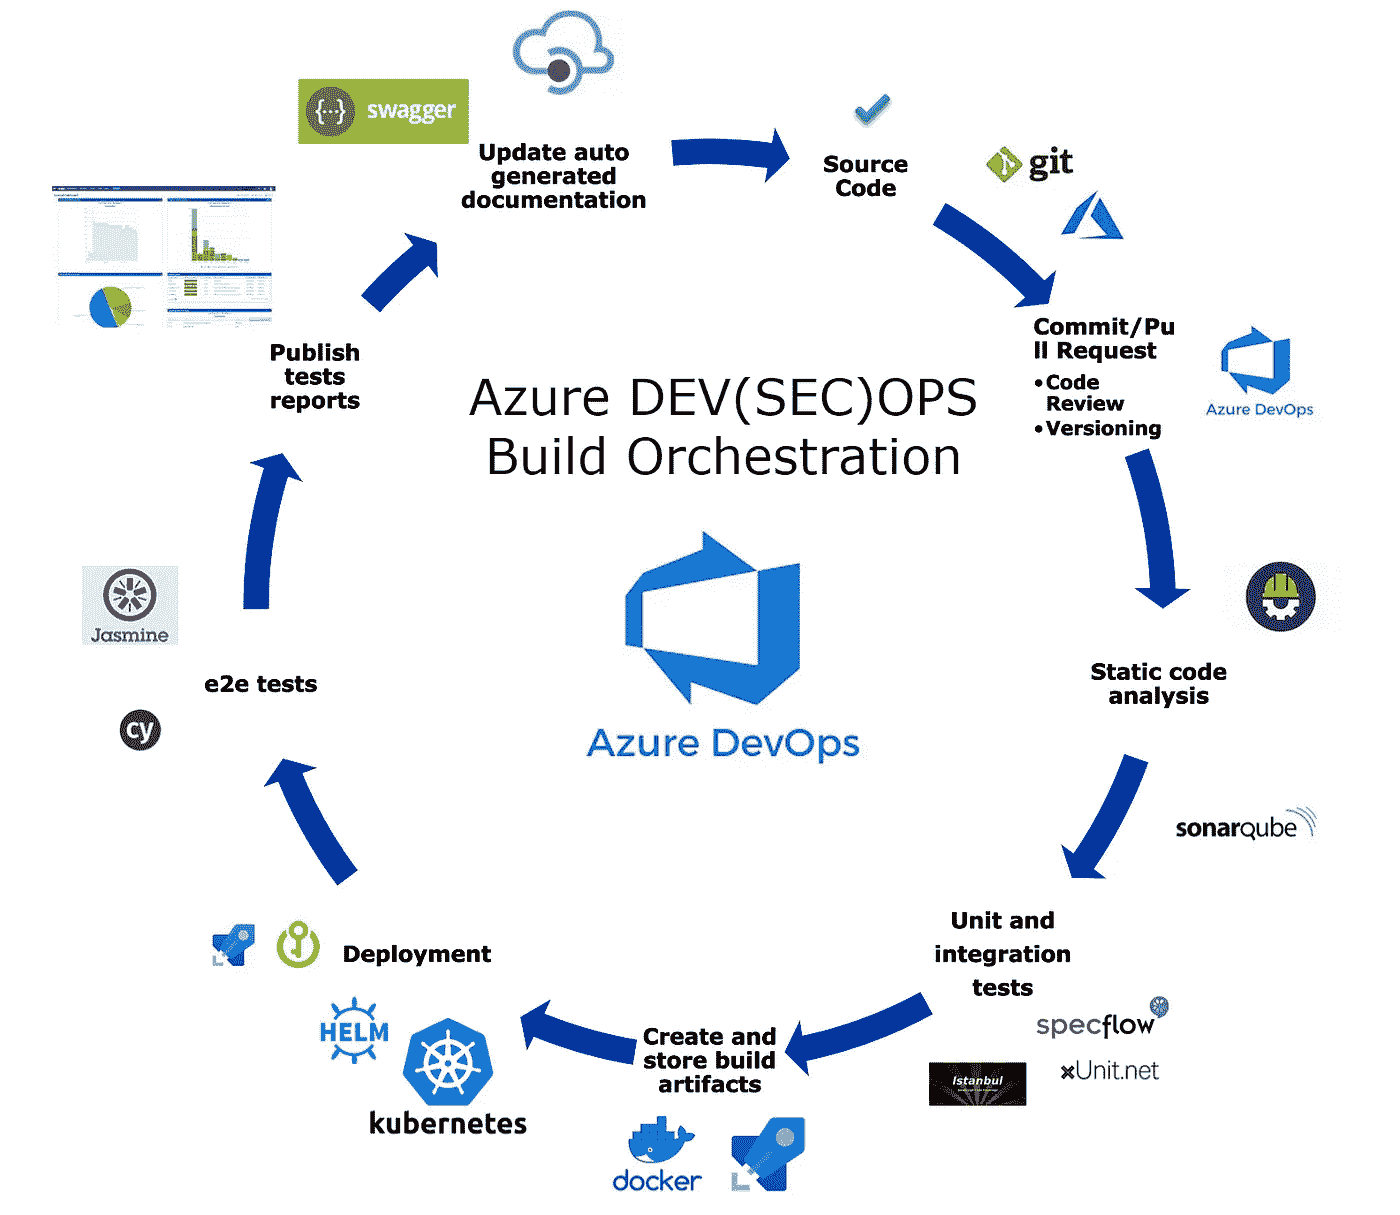 swagger
Update auto
generated
documentation
Source
Code
git
Commit/Pu
ll Request
•Code
Review
•Versioning
Azure DevOps
Publish
tests
reports
Azure DEV(SEC)OPS
Build Orchestration
Azure DevOps
Jasmine
e2e tests
cy
Static code
analysis
sonarqube
Unit and
integration
tests
specflow
xUnit.net
Istanbul
Deployment
HELM
kubernetes
Create and
store build
artifacts
docker